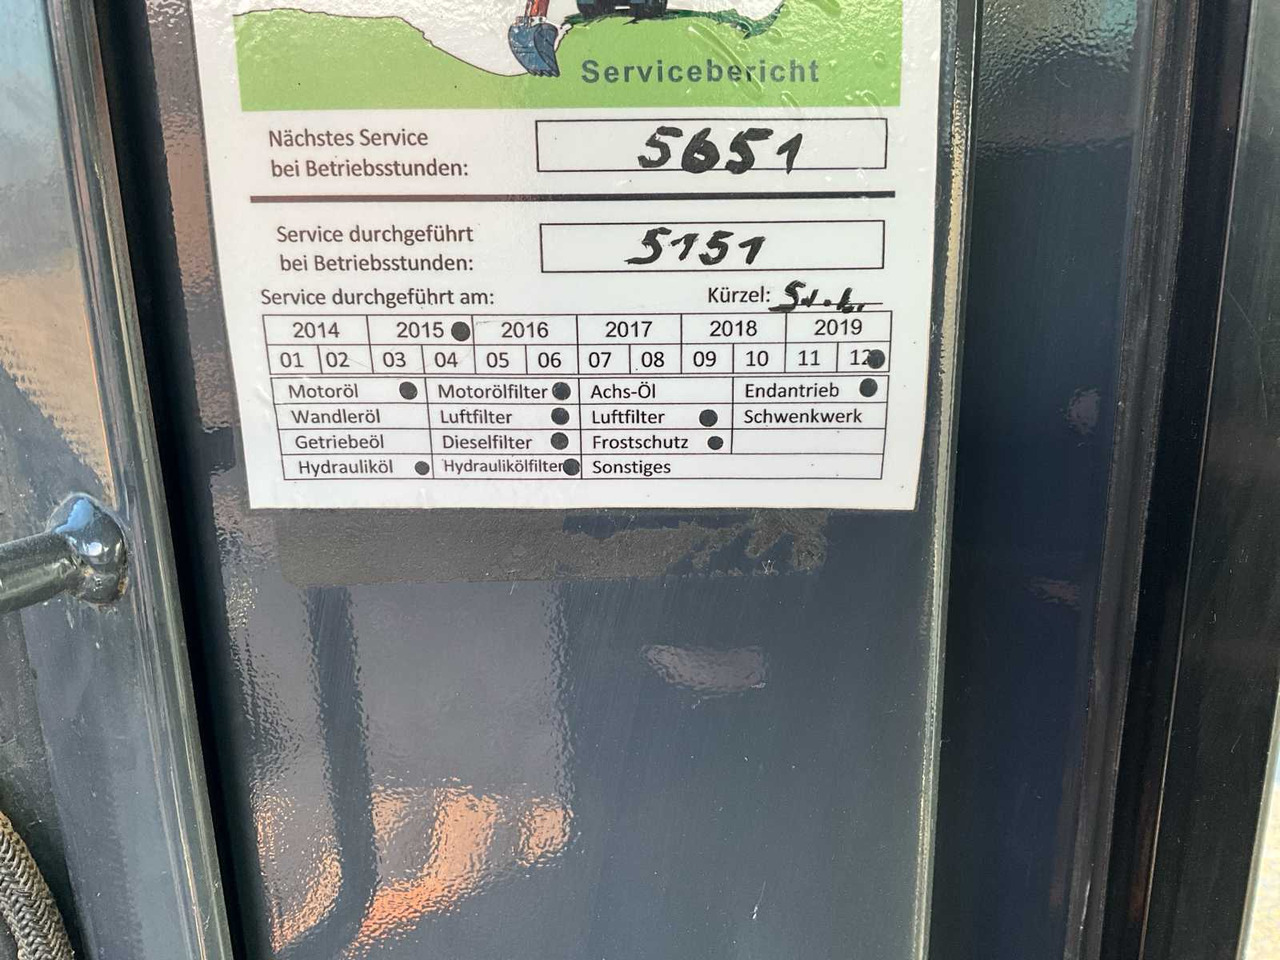 Servicebericht
Nächstes Service
bei Betriebsstunden: 5651
Service durchgeführt
bei Betriebsstunden: 5151
Service durchgeführt am: Kürzel:
2014 2015 2016 2017 2018 2019
01 02 03 04 05 06 07 08 09 10 11 12
Motoröl Motorölfilter Achs-Öl Endantrieb
Wandleröl Luftfilter Luftfilter Schwenkwerk
Getriebeöl Dieselfilter Frostschutz
Hydrauliköl Hydraulikölfilter Sonstiges